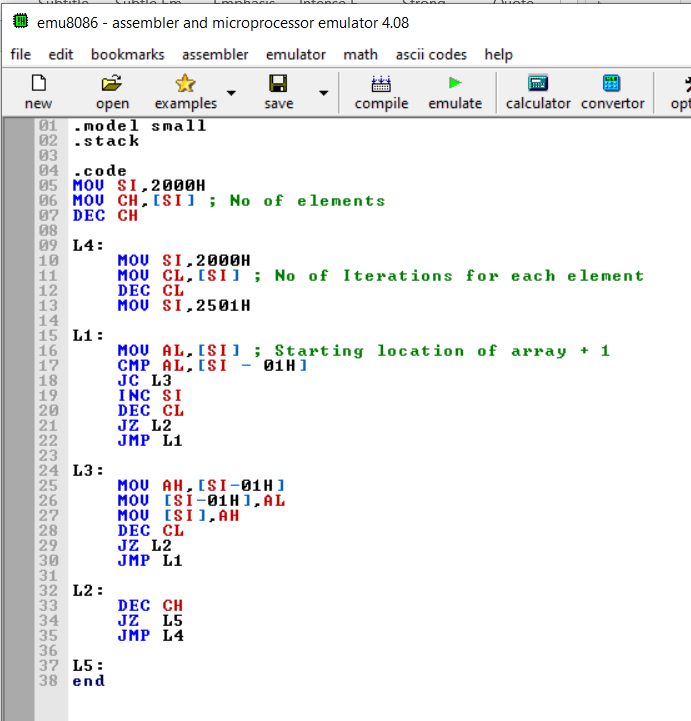 emu8086 - assembler and microprocessor emulator 4.08
file edit bookmarks assembler emulator math ascii codes help
new open examples save compile emulate calculator convertor
01 .model small
02 .stack
03
04 .code
05 MOV SI,2000H
06 MOV CH,[SI] ; No of elements
07 DEC CH
08
09 L4:
10 MOV SI,2000H
11 MOV CL,[SI] ; No of Iterations for each element
12 DEC CL
13 MOV SI,2501H
14
15 L1:
16 MOV AL,[SI] ; Starting location of array + 1
17 CMP AL,[SI - 01H]
18 JC L3
19 INC SI
20 DEC CL
21 JZ L2
22 JMP L1
23
24 L3:
25 MOV AH,[SI-01H]
26 MOV [SI-01H],AL
27 MOV [SI],AH
28 DEC CL
29 JZ L2
30 JMP L1
31
32 L2:
33 DEC CH
34 JZ L5
35 JMP L4
36
37 L5:
38 end